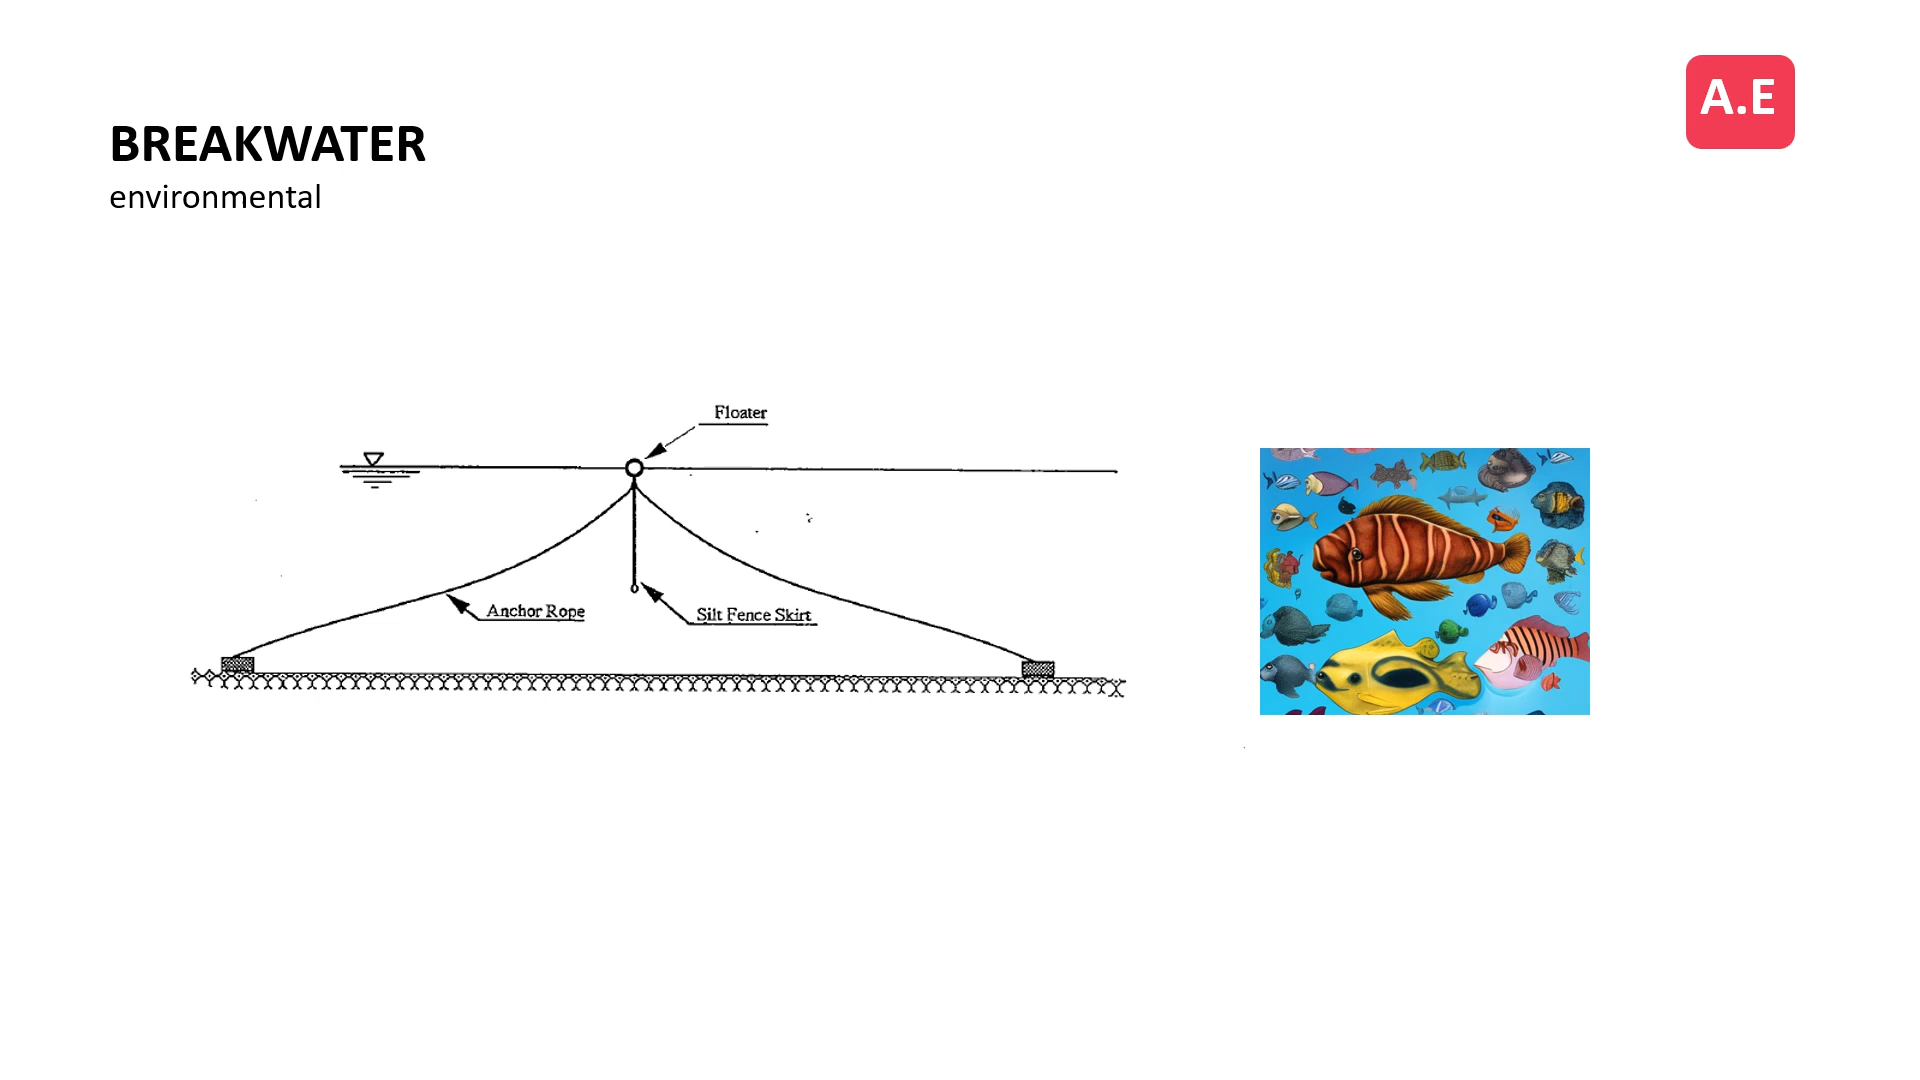 A.E
BREAKWATER
environmental
Floater
Anchor Rope
Silt Fence Skirt